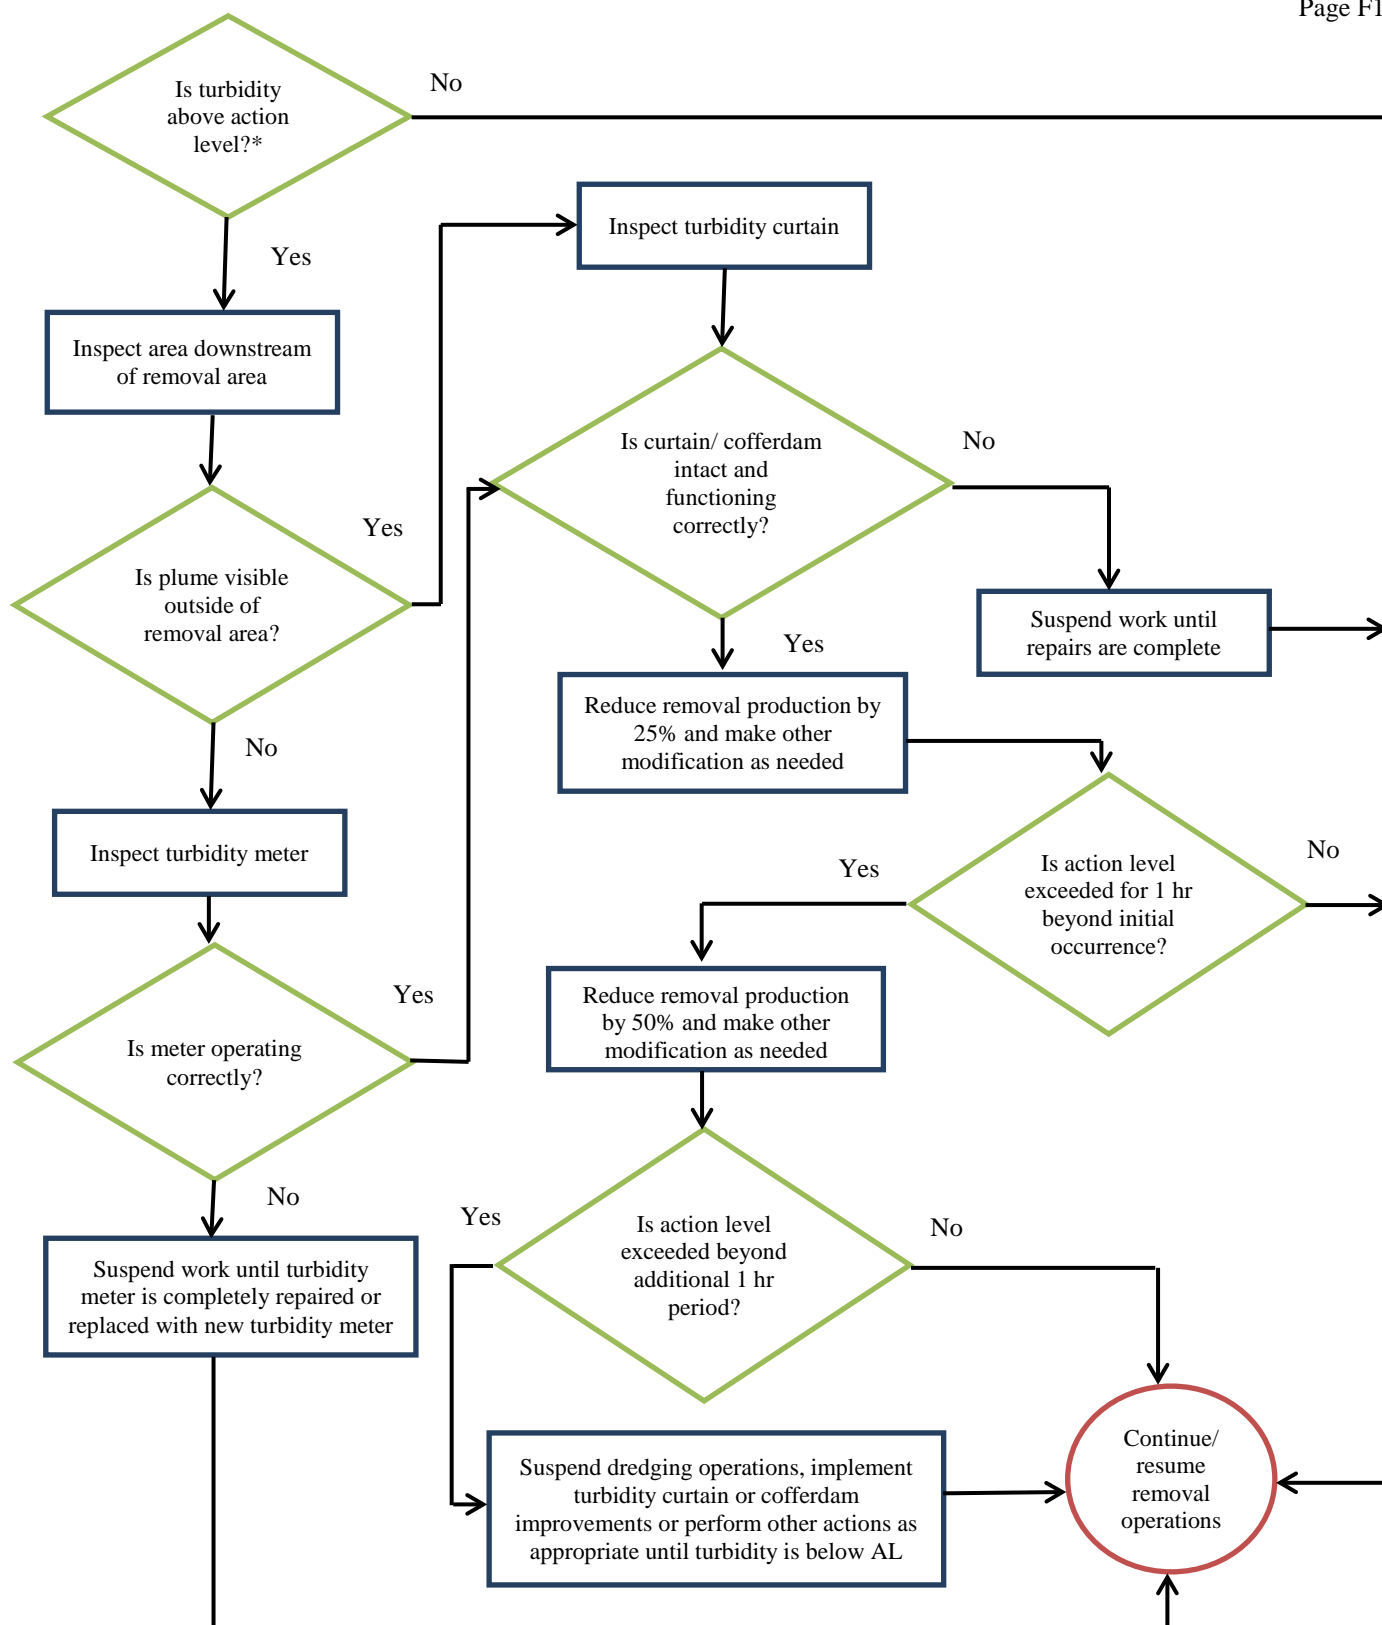 Page F1
Is turbidity
above action
level?*
No
Yes
Inspect turbidity curtain
Inspect area downstream
of removal area
Is curtain/ cofferdam
intact and
functioning
correctly?
No
Yes
Is plume visible
outside of
removal area?
Suspend work until
repairs are complete
Yes
Reduce removal production by
25% and make other
modification as needed
No
Inspect turbidity meter
Is action level
exceeded for 1 hr
beyond initial
occurrence?
No
Yes
Reduce removal production
by 50% and make other
modification as needed
Yes
Is meter operating
correctly?
No
Yes
Is action level
exceeded beyond
additional 1 hr
period?
No
Suspend work until turbidity
meter is completely repaired or
replaced with new turbidity meter
Suspend dredging operations, implement
turbidity curtain or cofferdam
improvements or perform other actions as
appropriate until turbidity is below AL
Continue/
resume
removal
operations